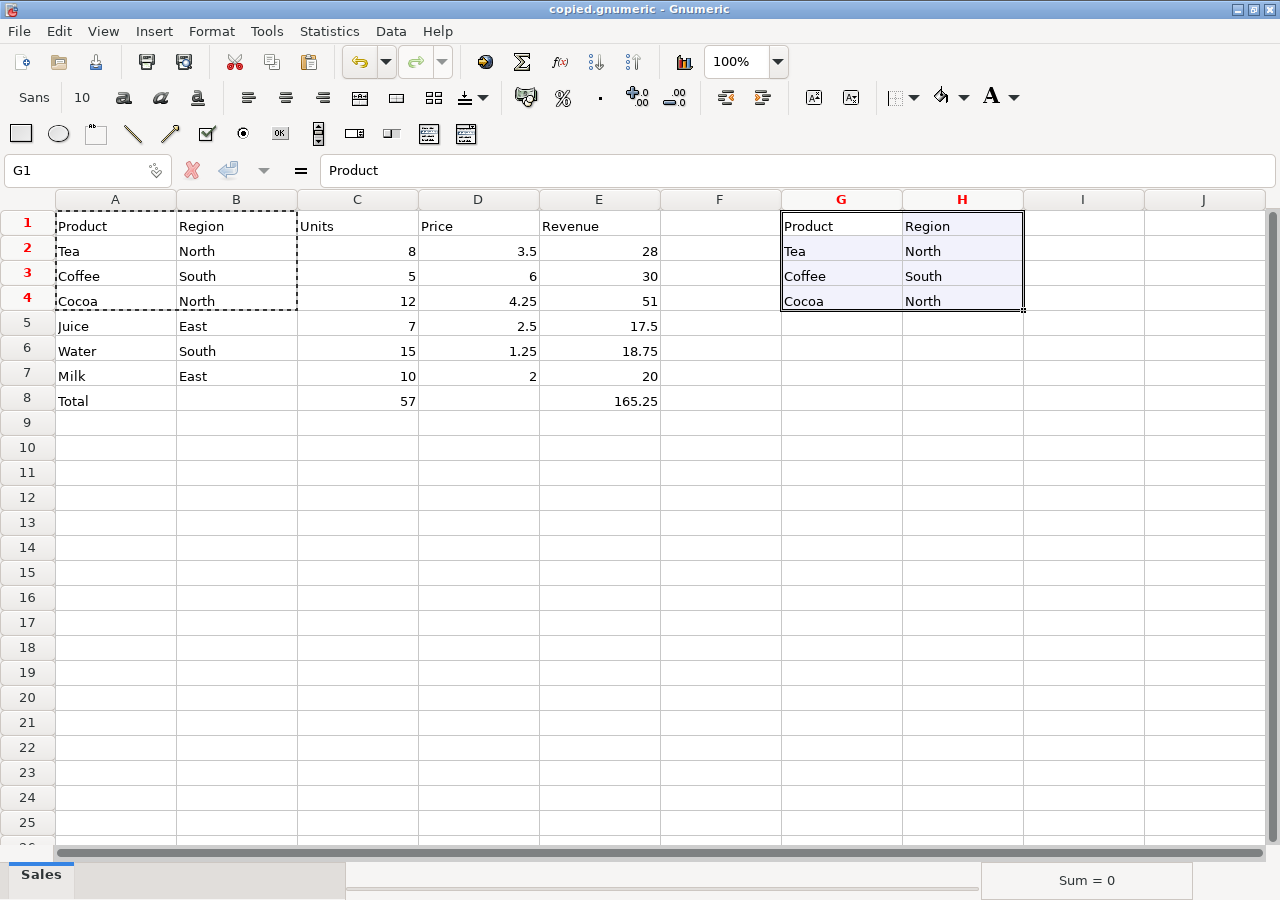 copied.gnumeric - Gnumeric
File Edit View Insert Format Tools Statistics Data Help
f(x) 100%
Sans 10 a a a A² A₂ A
OK
G1 = Product
A B C D E F G H I J
1 Product Region Units Price Revenue Product Region
2 Tea North 8 3.5 28 Tea North
3 Coffee South 5 6 30 Coffee South
4 Cocoa North 12 4.25 51 Cocoa North
5 Juice East 7 2.5 17.5
6 Water South 15 1.25 18.75
7 Milk East 10 2 20
8 Total 57 165.25
9
10
11
12
13
14
15
16
17
18
19
20
21
22
23
24
25
Sales Sum = 0